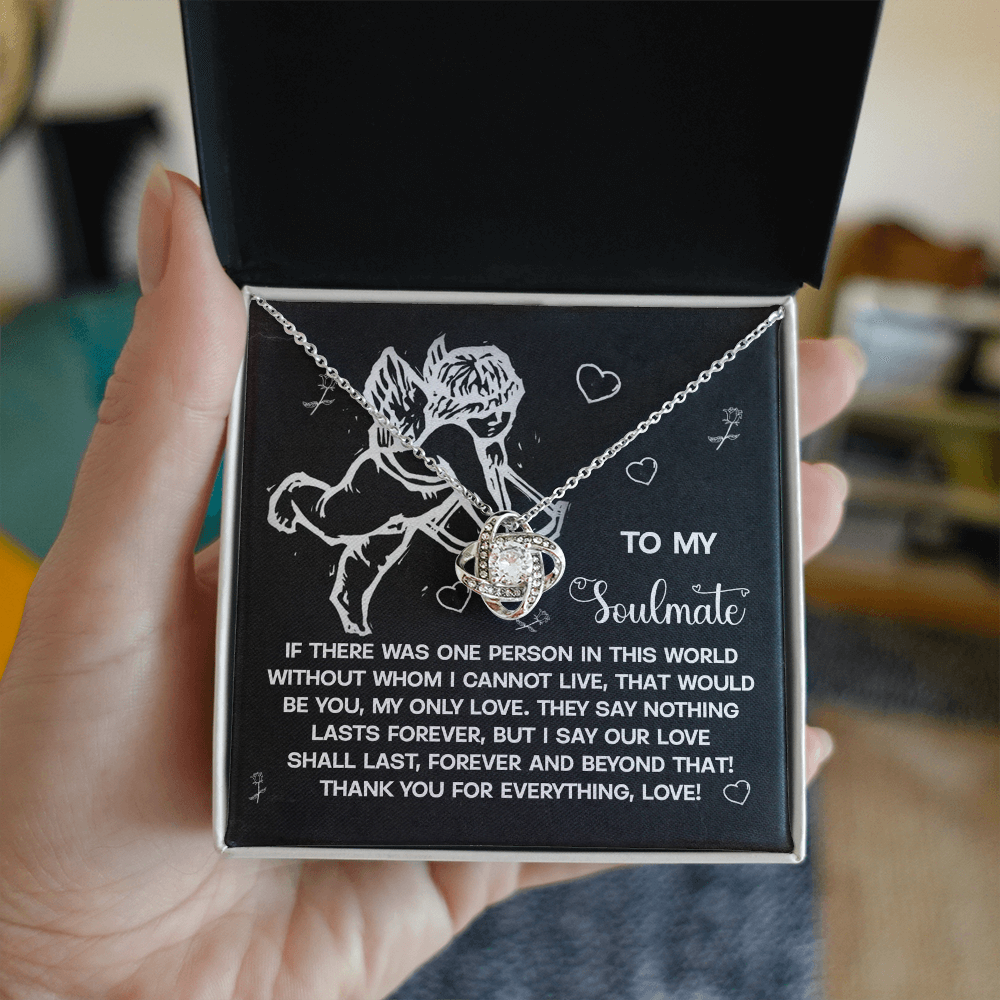 TO MY
Soulmate
IF THERE WAS ONE PERSON IN THIS WORLD
WITHOUT WHOM I CANNOT LIVE, THAT WOULD
BE YOU, MY ONLY LOVE. THEY SAY NOTHING
LASTS FOREVER, BUT I SAY OUR LOVE
SHALL LAST, FOREVER AND BEYOND THAT!
THANK YOU FOR EVERYTHING, LOVE!